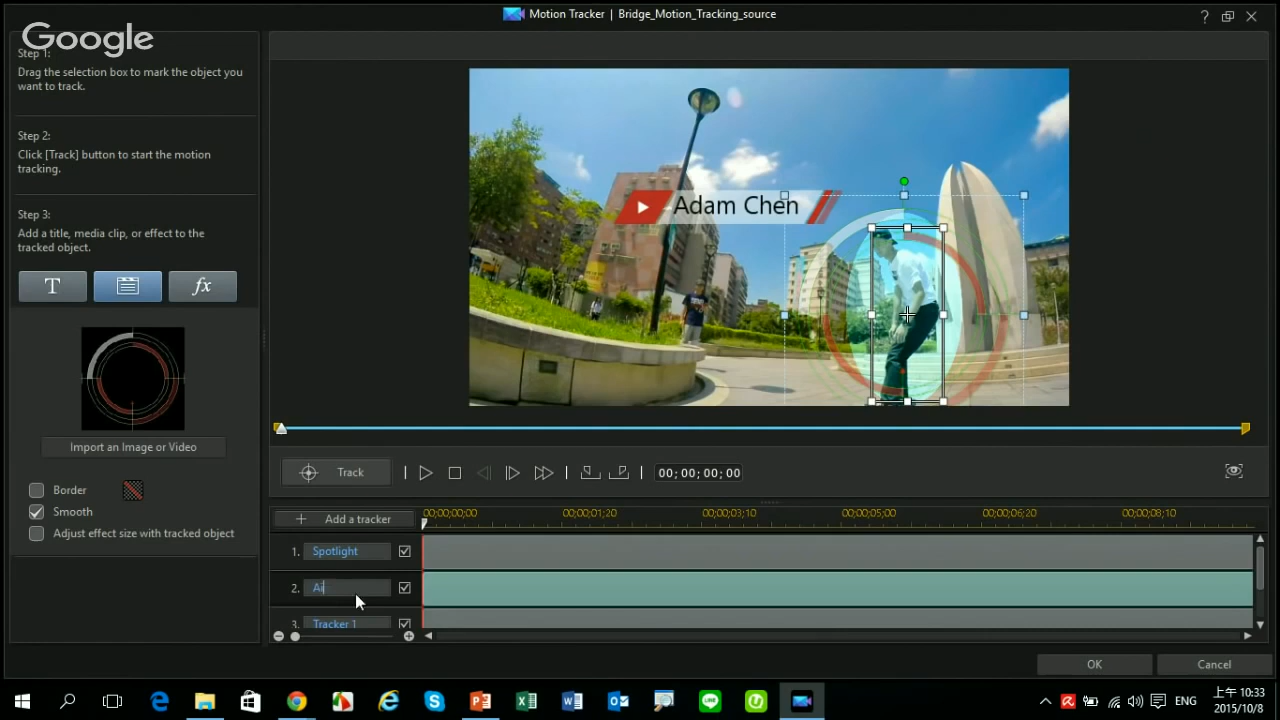 Motion Tracker | Bridge_Motion_Tracking_source
Google
Step 1:
Drag the selection box to mark the object you
want to track.
Step 2:
Click [Track] button to start the motion
tracking.
Step 3:
Add a title, media clip, or effect to the
tracked object.
T
fx
Import an Image or Video
Border
Smooth
Adjust effect size with tracked object
Adam Chen
Track
00;00;00;00
Add a tracker
00;00;00;00
00;00;01;20
00;00;03;10
00;00;05;00
00;00;06;20
00;00;08;10
1. Spotlight
2. Ai
3. Tracker 1
OK
Cancel
ENG
上午 10:33
2015/10/8